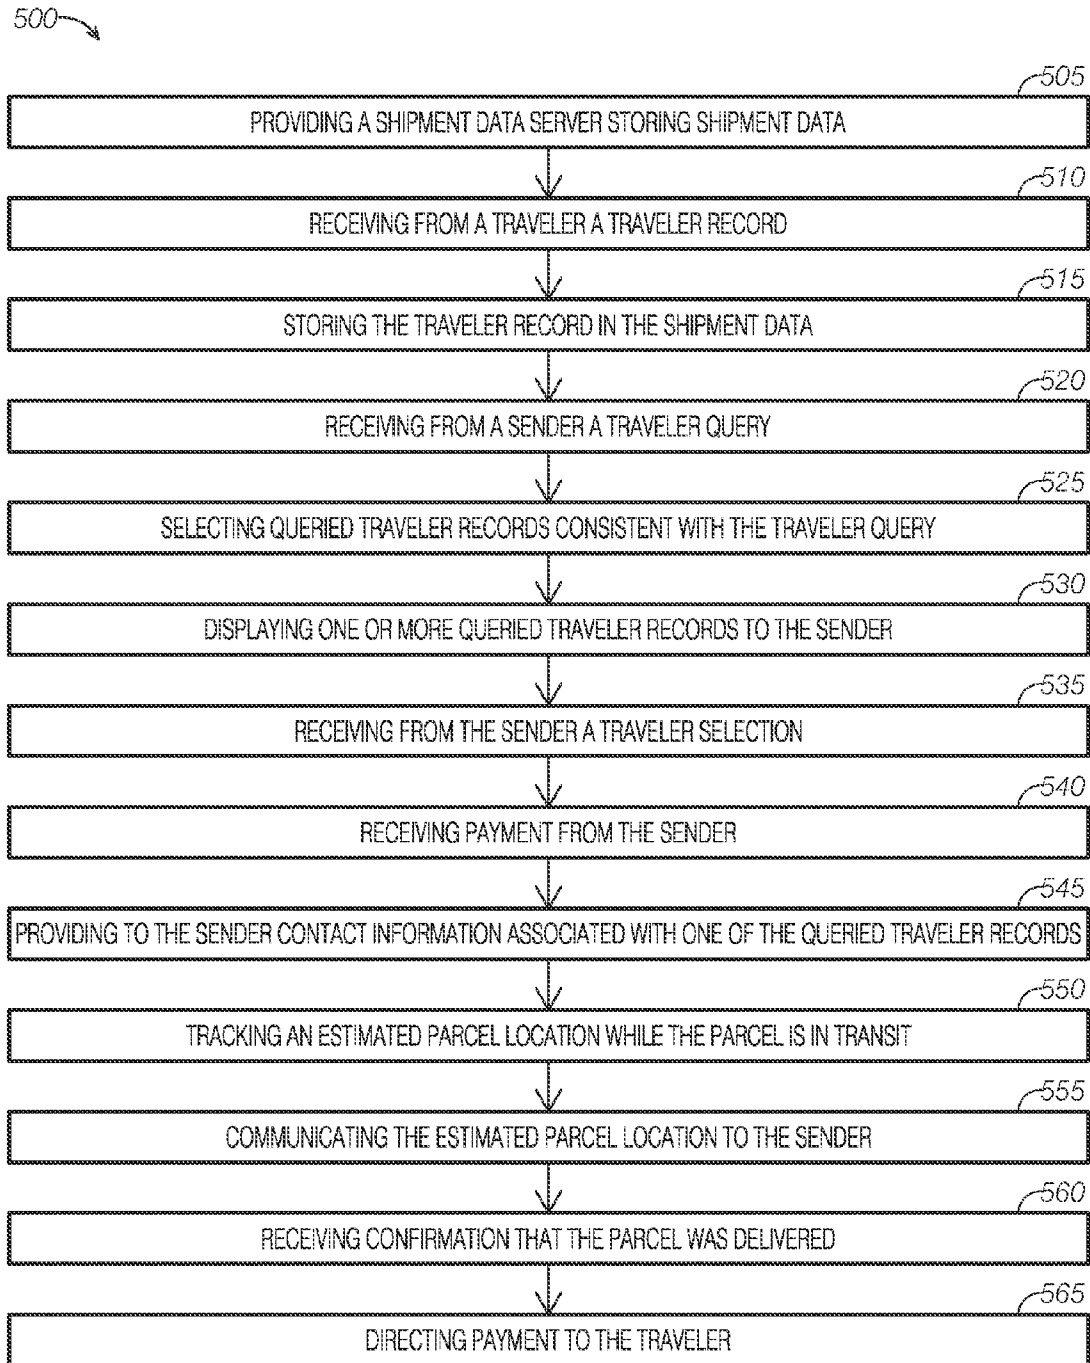 500
505
PROVIDING A SHIPMENT DATA SERVER STORING SHIPMENT DATA
510
RECEIVING FROM A TRAVELER A TRAVELER RECORD
515
STORING THE TRAVELER RECORD IN THE SHIPMENT DATA
520
RECEIVING FROM A SENDER A TRAVELER QUERY
525
SELECTING QUERIED TRAVELER RECORDS CONSISTENT WITH THE TRAVELER QUERY
530
DISPLAYING ONE OR MORE QUERIED TRAVELER RECORDS TO THE SENDER
535
RECEIVING FROM THE SENDER A TRAVELER SELECTION
540
RECEIVING PAYMENT FROM THE SENDER
545
PROVIDING TO THE SENDER CONTACT INFORMATION ASSOCIATED WITH ONE OF THE QUERIED TRAVELER RECORDS
550
TRACKING AN ESTIMATED PARCEL LOCATION WHILE THE PARCEL IS IN TRANSIT
555
COMMUNICATING THE ESTIMATED PARCEL LOCATION TO THE SENDER
560
RECEIVING CONFIRMATION THAT THE PARCEL WAS DELIVERED
565
DIRECTING PAYMENT TO THE TRAVELER